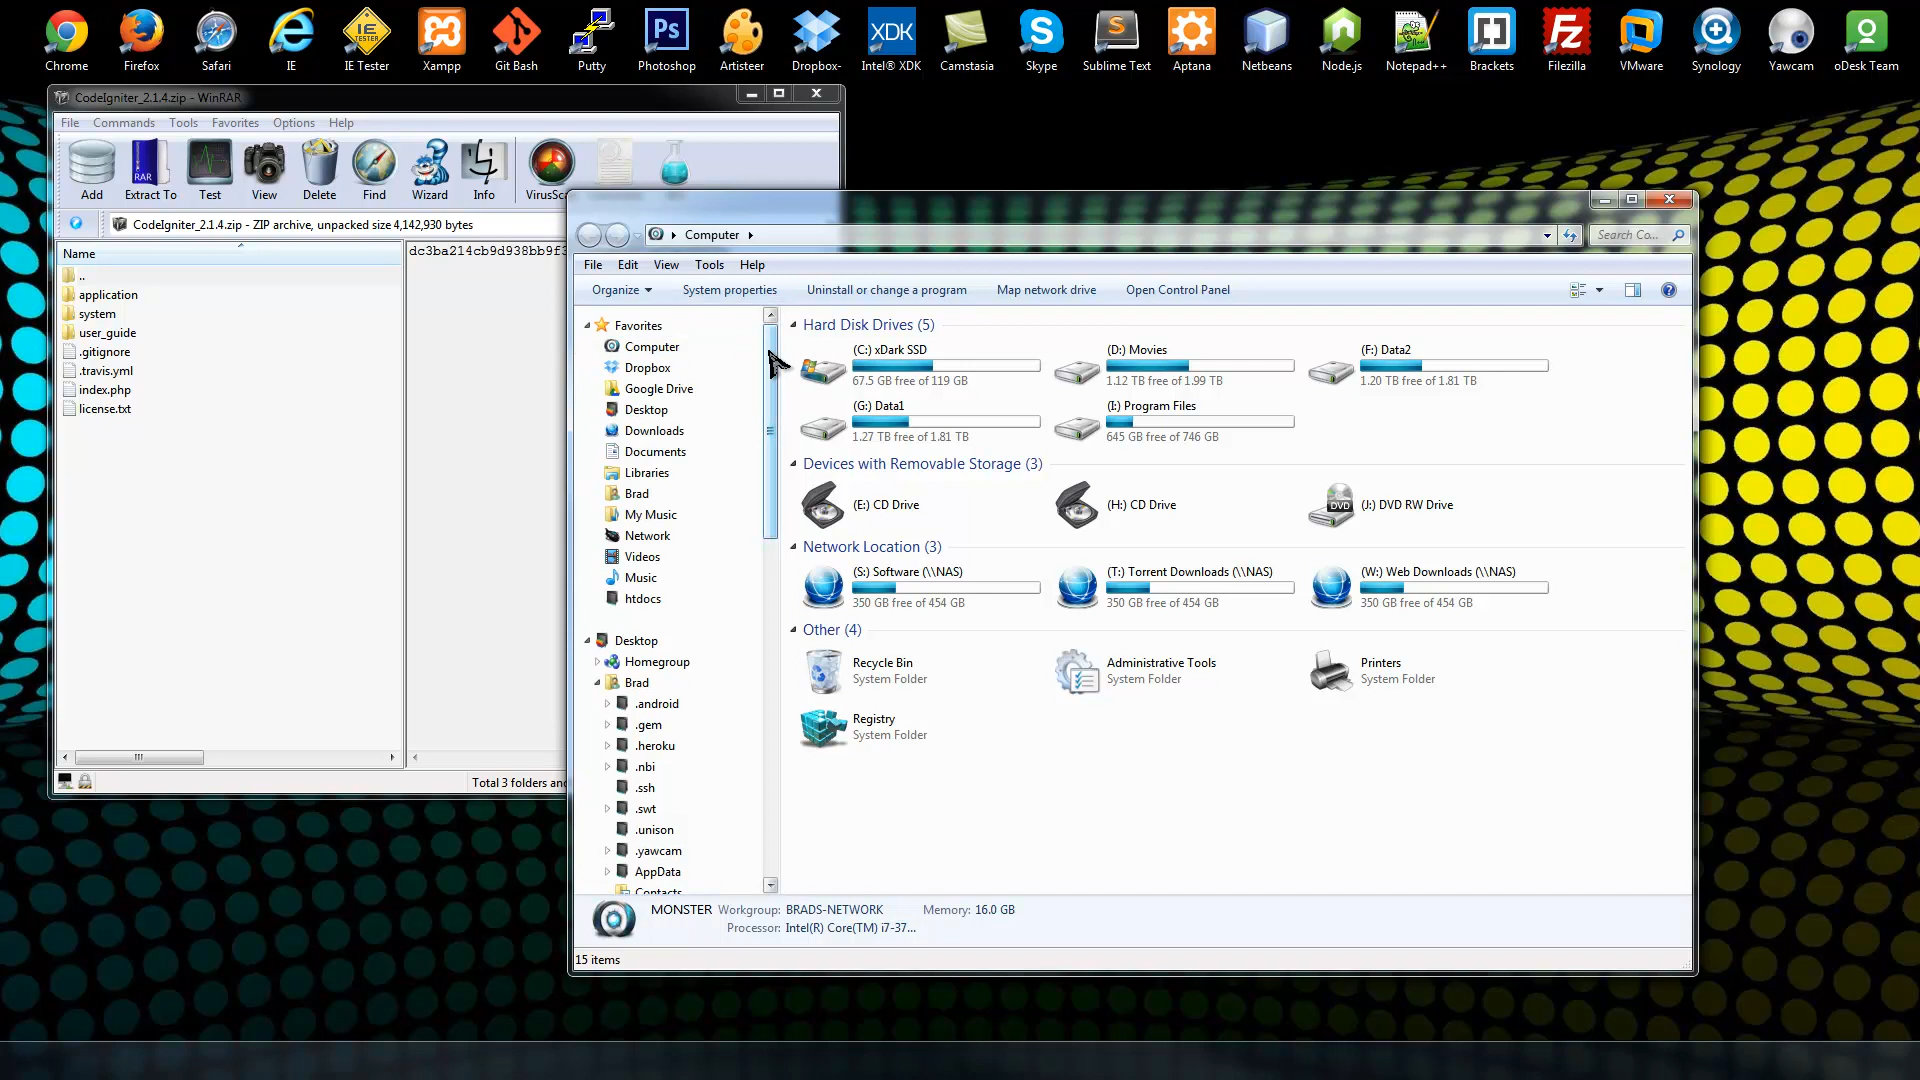 Chrome
Firefox
Safari
IE
IE Tester
Xampp
Git Bash
Putty
Photoshop
Artisteer
Dropbox-
Intel® XDK
Camstasia
Skype
Sublime Text
Aptana
Netbeans
Node.js
Notepad++
Brackets
Filezilla
VMware
Synology
Yawcam
oDesk Team
CodeIgniter_2.1.4.zip - WinRAR
File Commands Tools Favorites Options Help
Add
Extract To
Test
View
Delete
Find
Wizard
Info
VirusSc
CodeIgniter_2.1.4.zip - ZIP archive, unpacked size 4,142,930 bytes
Name
..
application
system
user_guide
.gitignore
.travis.yml
index.php
license.txt
dc3ba214cb9d938bb9f3
Total 3 folders an
Computer
Search Co...
File Edit View Tools Help
Organize
System properties
Uninstall or change a program
Map network drive
Open Control Panel
Favorites
Computer
Dropbox
Google Drive
Desktop
Downloads
Documents
Libraries
Brad
My Music
Network
Videos
Music
htdocs
Desktop
Homegroup
Brad
.android
.gem
.heroku
.nbi
.ssh
.swt
.unison
.yawcam
AppData
Contacts
Hard Disk Drives (5)
(C:) xDark SSD
67.5 GB free of 119 GB
(D:) Movies
1.12 TB free of 1.99 TB
(F:) Data2
1.20 TB free of 1.81 TB
(G:) Data1
1.27 TB free of 1.81 TB
(I:) Program Files
645 GB free of 746 GB
Devices with Removable Storage (3)
(E:) CD Drive
(H:) CD Drive
(J:) DVD RW Drive
Network Location (3)
(S:) Software (\\NAS)
350 GB free of 454 GB
(T:) Torrent Downloads (\\NAS)
350 GB free of 454 GB
(W:) Web Downloads (\\NAS)
350 GB free of 454 GB
Other (4)
Recycle Bin
System Folder
Administrative Tools
System Folder
Printers
System Folder
Registry
System Folder
MONSTER Workgroup: BRADS-NETWORK Memory: 16.0 GB
Processor: Intel(R) Core(TM) i7-37...
15 items